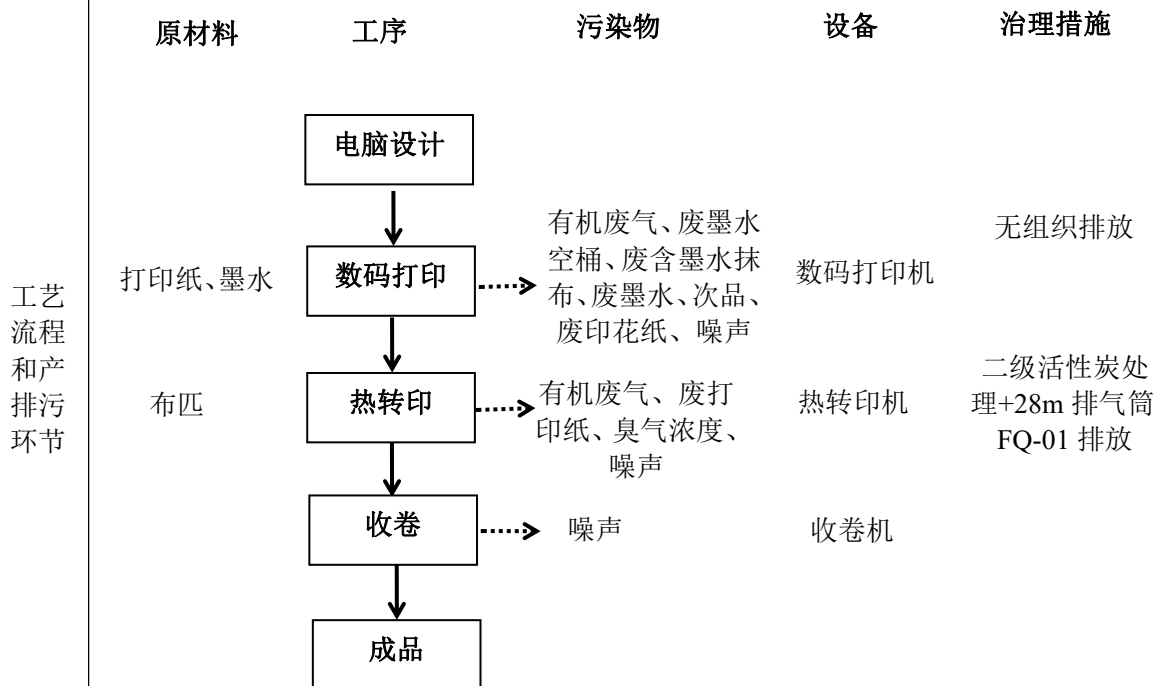 原材料 工序 污染物 设备 治理措施
电脑设计
打印纸、墨水
数码打印
有机废气、废墨水
空桶、废含墨水抹
布、废墨水、次品、
废印花纸、噪声
数码打印机
无组织排放
工艺
流程
和产
排污
环节
布匹
热转印
有机废气、废打
印纸、臭气浓度、
噪声
热转印机
二级活性炭处
理+28m 排气筒
FQ-01 排放
收卷
噪声
收卷机
成品